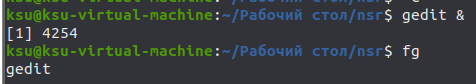 ksu@ksu-virtual-machine:~/Рабочий стол/nsr$ gedit &
[1] 4254
ksu@ksu-virtual-machine:~/Рабочий стол/nsr$ fg
gedit